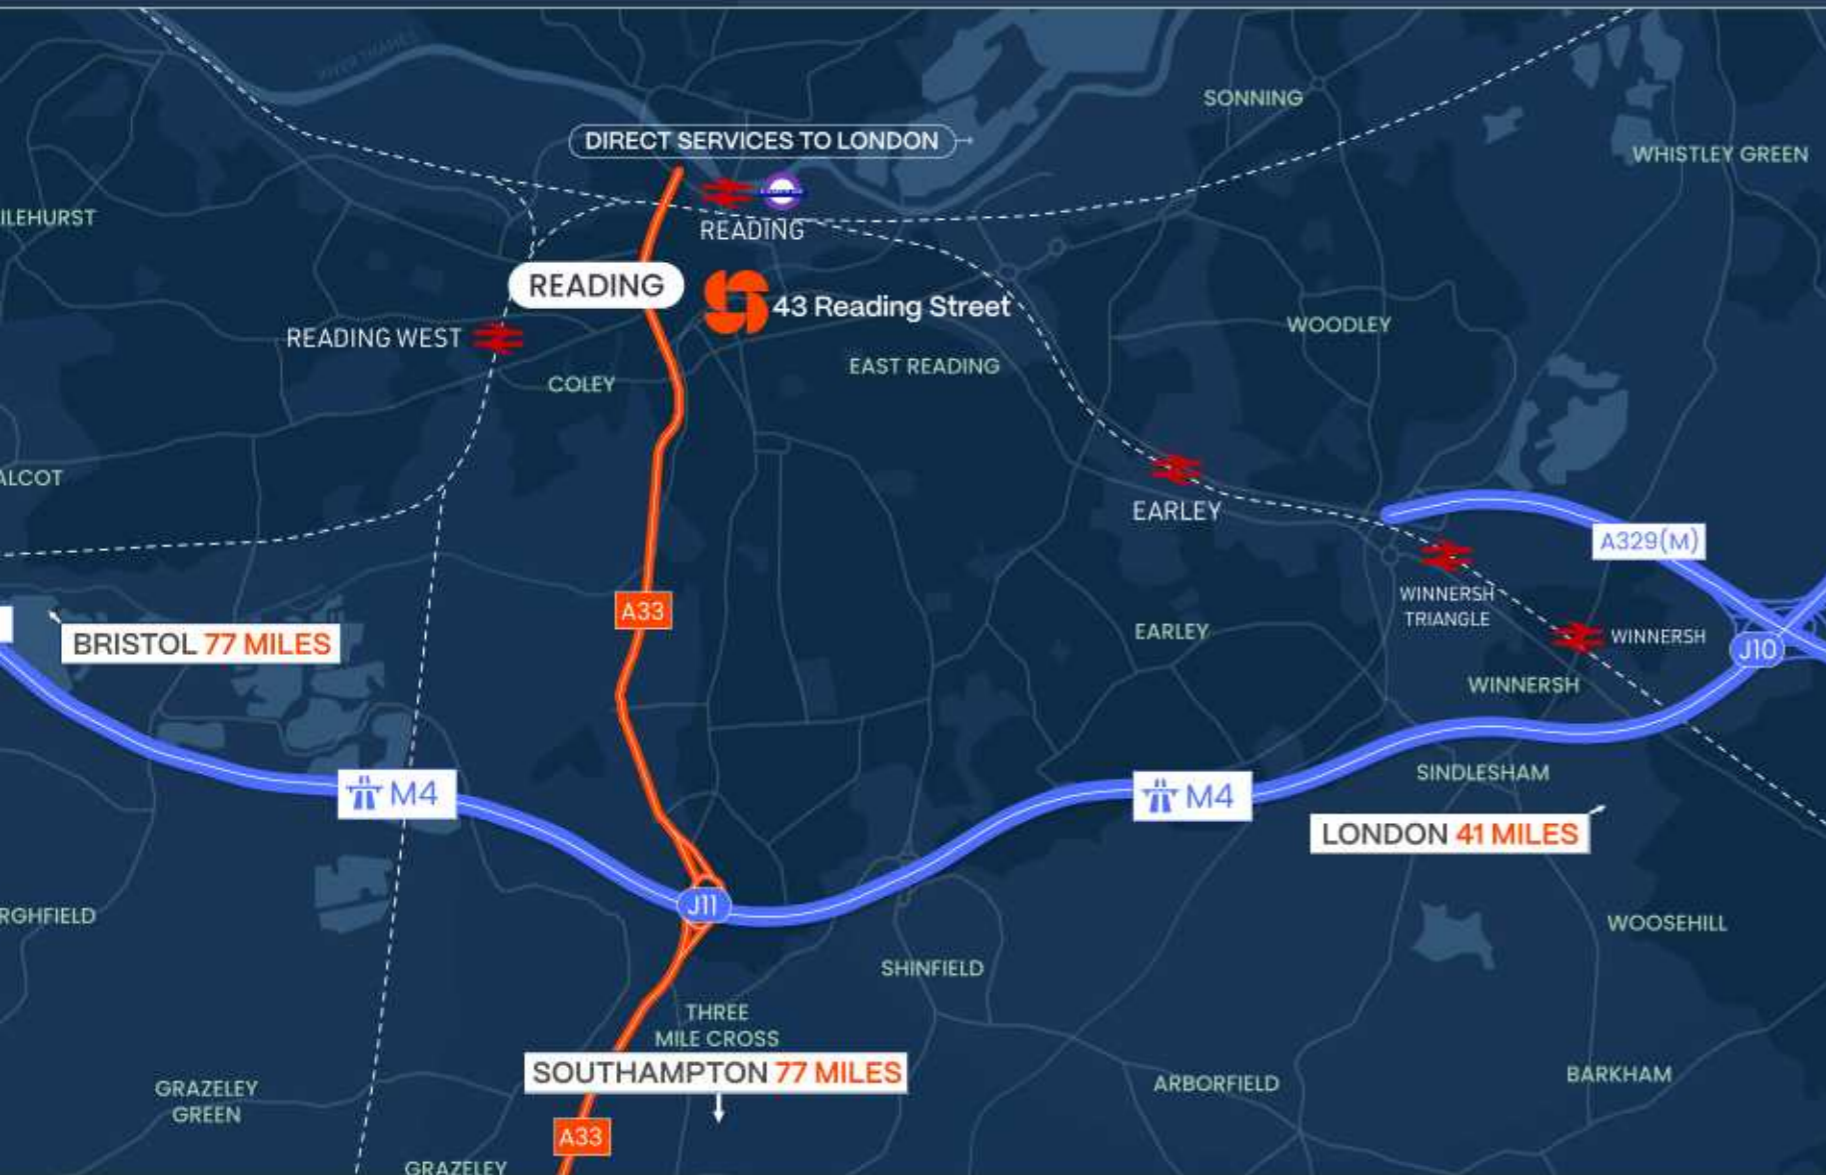 RIVER THAMES
SONNING
DIRECT SERVICES TO LONDON
WHISTLEY GREEN
ILEHURST
READING
READING
43 Reading Street
WOODLEY
READING WEST
EAST READING
COLEY
ALCOT
EARLEY
A329(M)
WINNERSH
TRIANGLE
A33
BRISTOL 77 MILES
EARLEY
WINNERSH
J10
WINNERSH
SINDLESHAM
M4
M4
LONDON 41 MILES
J11
RGHFIELD
WOOSEHILL
SHINFIELD
THREE
MILE CROSS
SOUTHAMPTON 77 MILES
GRAZELEY
GREEN
ARBORFIELD
BARKHAM
A33
GRAZELEY